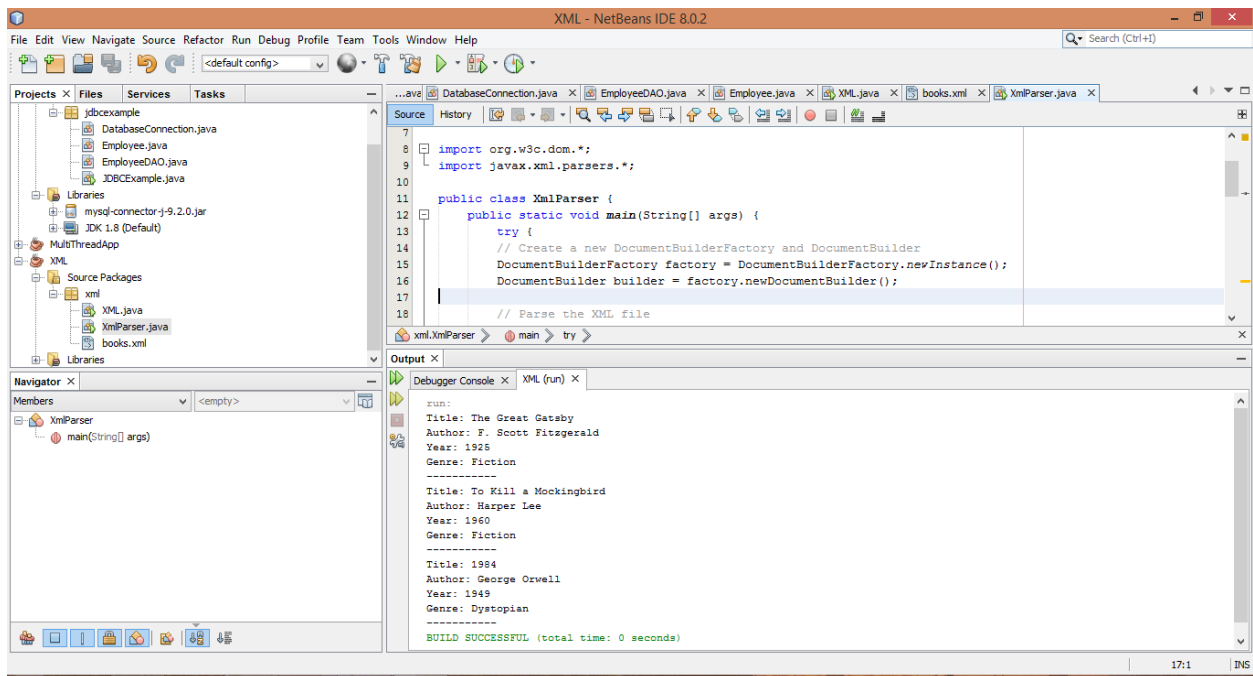 XML - NetBeans IDE 8.0.2
File Edit View Navigate Source Refactor Run Debug Profile Team Tools Window Help
Search (Ctrl+I)
<default config>
Projects Files Services Tasks
jdbcexample
DatabaseConnection.java
Employee.java
EmployeeDAO.java
JDBCExample.java
Libraries
mysql-connector-j-9.2.0.jar
JDK 1.8 (Default)
MultiThreadApp
XML
Source Packages
xml
XML.java
XmlParser.java
books.xml
Libraries
Navigator
Members <empty>
XmlParser
main(String[] args)
...ava DatabaseConnection.java EmployeeDAO.java Employee.java XML.java books.xml XmlParser.java
Source History
7
8 import org.w3c.dom.*;
9 import javax.xml.parsers.*;
10
11 public class XmlParser {
12 public static void main(String[] args) {
13 try {
14 // Create a new DocumentBuilderFactory and DocumentBuilder
15 DocumentBuilderFactory factory = DocumentBuilderFactory.newInstance();
16 DocumentBuilder builder = factory.newDocumentBuilder();
17
18 // Parse the XML file
xml.XmlParser main try
Output
Debugger Console XML (run)
run:
Title: The Great Gatsby
Author: F. Scott Fitzgerald
Year: 1925
Genre: Fiction
-----------
Title: To Kill a Mockingbird
Author: Harper Lee
Year: 1960
Genre: Fiction
-----------
Title: 1984
Author: George Orwell
Year: 1949
Genre: Dystopian
-----------
BUILD SUCCESSFUL (total time: 0 seconds)
17:1 INS